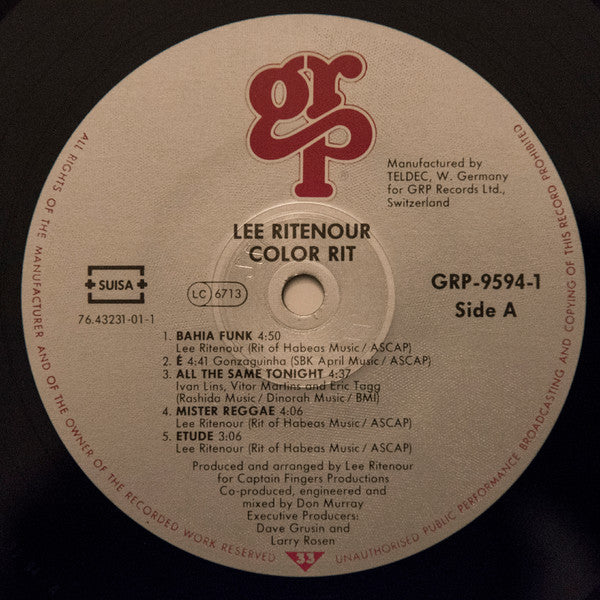 grp
®
Manufactured by
TELDEC, W. Germany
for GRP Records Ltd.,
Switzerland
LEE RITENOUR
COLOR RIT
SUISA
LC 6713
GRP-9594-1
Side A
76.43231-01-1
1. BAHIA FUNK 4:50
Lee Ritenour (Rit of Habeas Music / ASCAP)
2. É 4:41 Gonzaguinha (SBK April Music / ASCAP)
3. ALL THE SAME TONIGHT 4:37
Ivan Lins, Vitor Martins and Eric Tagg
(Rashida Music / Dinorah Music / BMI)
4. MISTER REGGAE 4:06
Lee Ritenour (Rit of Habeas Music / ASCAP)
5. ETUDE 3:06
Lee Ritenour (Rit of Habeas Music / ASCAP)
Produced and arranged by Lee Ritenour
for Captain Fingers Productions
Co-produced, engineered and
mixed by Don Murray
Executive Producers:
Dave Grusin and
Larry Rosen
ALL RIGHTS OF THE MANUFACTURER AND OF THE OWNER OF THE RECORDED WORK RESERVED
33
UNAUTHORISED PUBLIC PERFORMANCE BROADCASTING AND COPYING OF THIS RECORD PROHIBITED